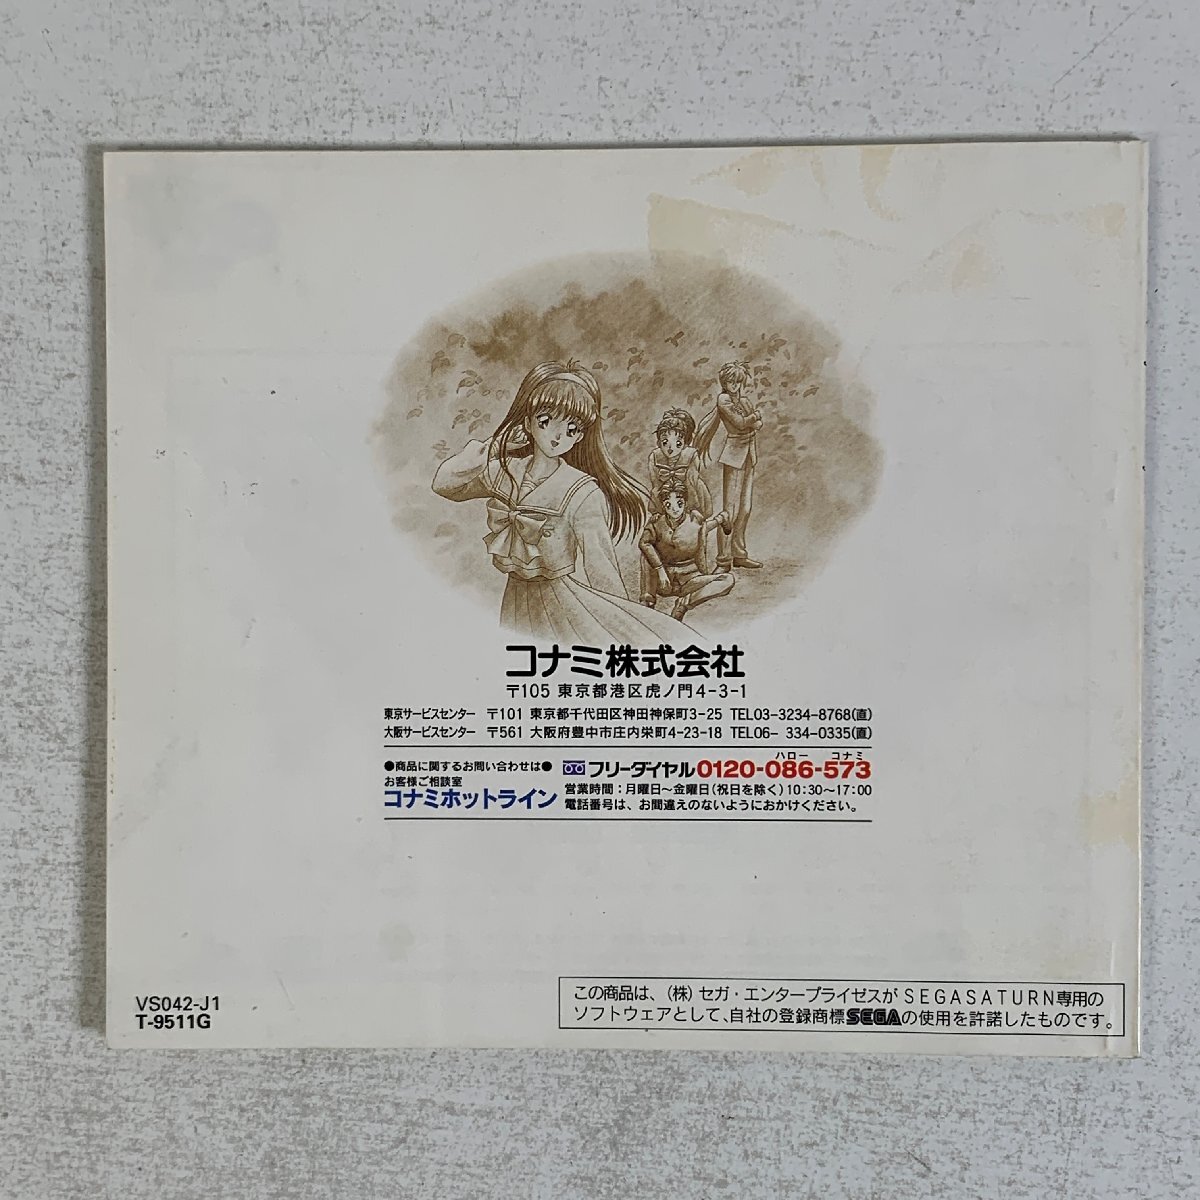 コナミ株式会社
〒105 東京都港区虎ノ門4-3-1
東京サービスセンター 〒101 東京都千代田区神田神保町3-25 TEL03-3234-8768(直)
大阪サービスセンター 〒561 大阪府豊中市庄内栄町4-23-18 TEL06- 334-0335(直)
●商品に関するお問い合わせは●
お客様ご相談室
コナミホットライン
ハロー コナミ
フリーダイヤル0120-086-573
営業時間:月曜日〜金曜日(祝日を除く)10:30〜17:00
電話番号は、お間違えのないようにおかけください。
VS042-J1
T-9511G
この商品は、(株)セガ・エンタープライゼスがSEGASATURN専用の
ソフトウェアとして、自社の登録商標SEGAの使用を許諾したものです。